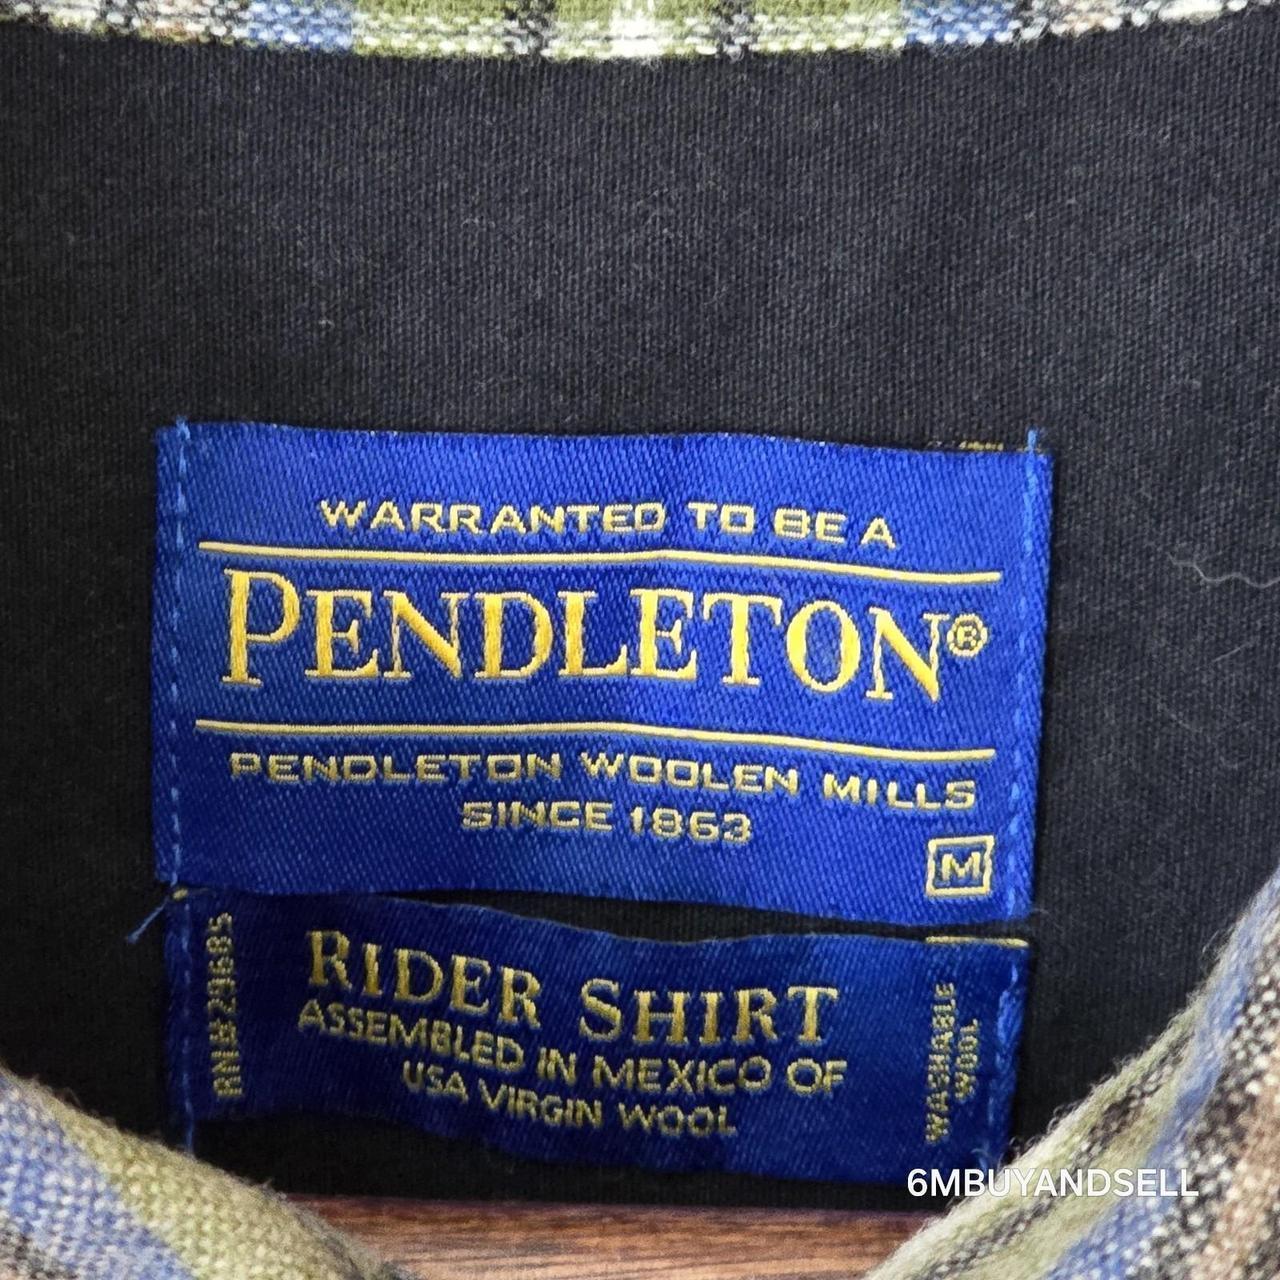 WARRANTED TO BE A
PENDLETON®
PENDLETON WOOLEN MILLS
SINCE 1863
M
RN# 29685
RIDER SHIRT
ASSEMBLED IN MEXICO OF
USA VIRGIN WOOL
WASHABLE
WOOL
6MBUYANDSELL